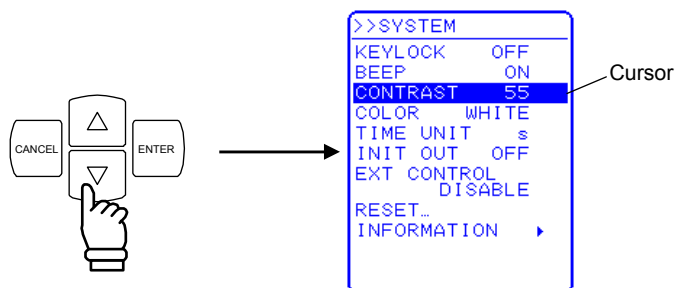 CANCEL
ENTER
>>SYSTEM
KEYLOCK OFF
BEEP ON
CONTRAST 55
COLOR WHITE
TIME UNIT s
INIT OUT OFF
EXT CONTROL
DISABLE
RESET…
INFORMATION
Cursor